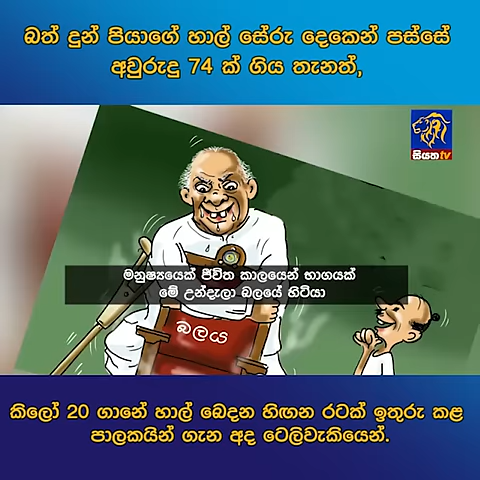 බත් දුන් පියාගේ හාල් සේරු දෙකෙන් පස්සේ
අවුරුදු 74 ක් ගිය තැනත්,
සියත tv
මනුෂ්‍යයෙක් ජීවිත කාලයෙන් භාගයක්
මේ උන්දැලා බලයේ හිටියා
බලය
කිලෝ 20 ගානේ හාල් බෙදන හිඟන රටක් ඉතුරු කළ
පාලකයින් ගැන අද ටෙලිවැකියෙන්.